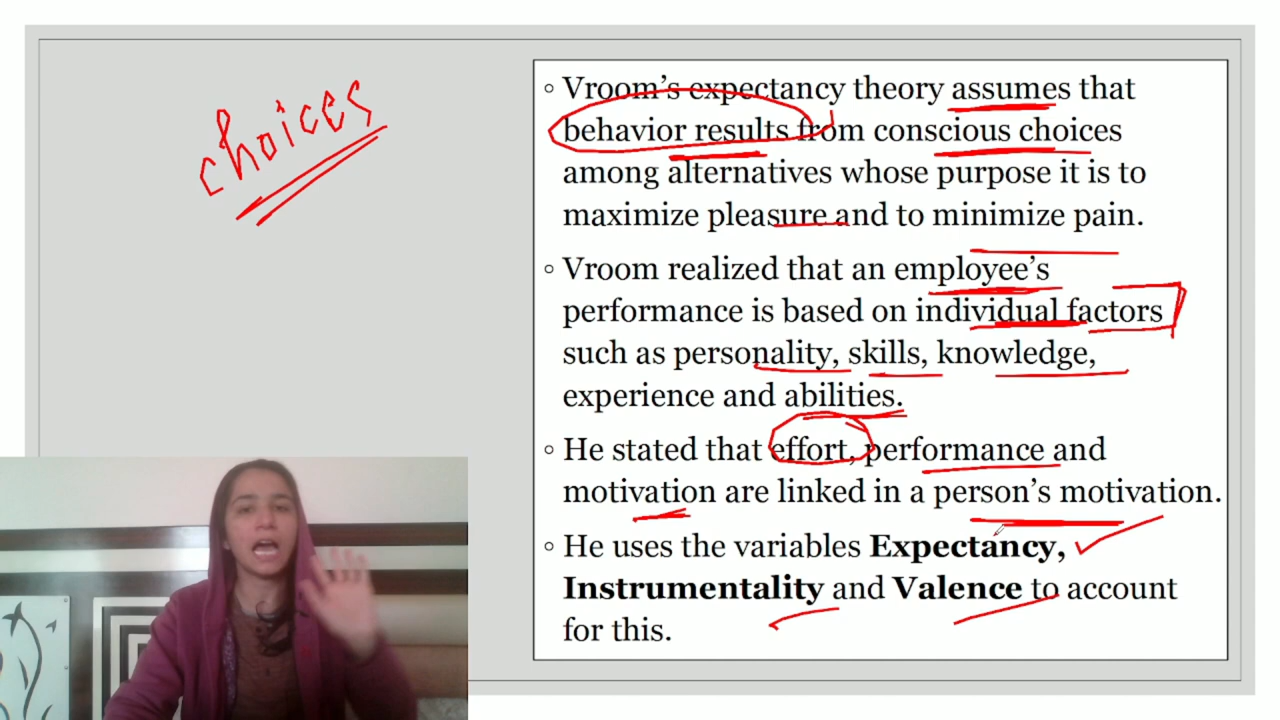 choices
◦ Vroom’s expectancy theory assumes that
behavior results from conscious choices
among alternatives whose purpose it is to
maximize pleasure and to minimize pain.
◦ Vroom realized that an employee’s
performance is based on individual factors
such as personality, skills, knowledge,
experience and abilities.
◦ He stated that effort, performance and
motivation are linked in a person’s motivation.
◦ He uses the variables Expectancy,
Instrumentality and Valence to account
for this.